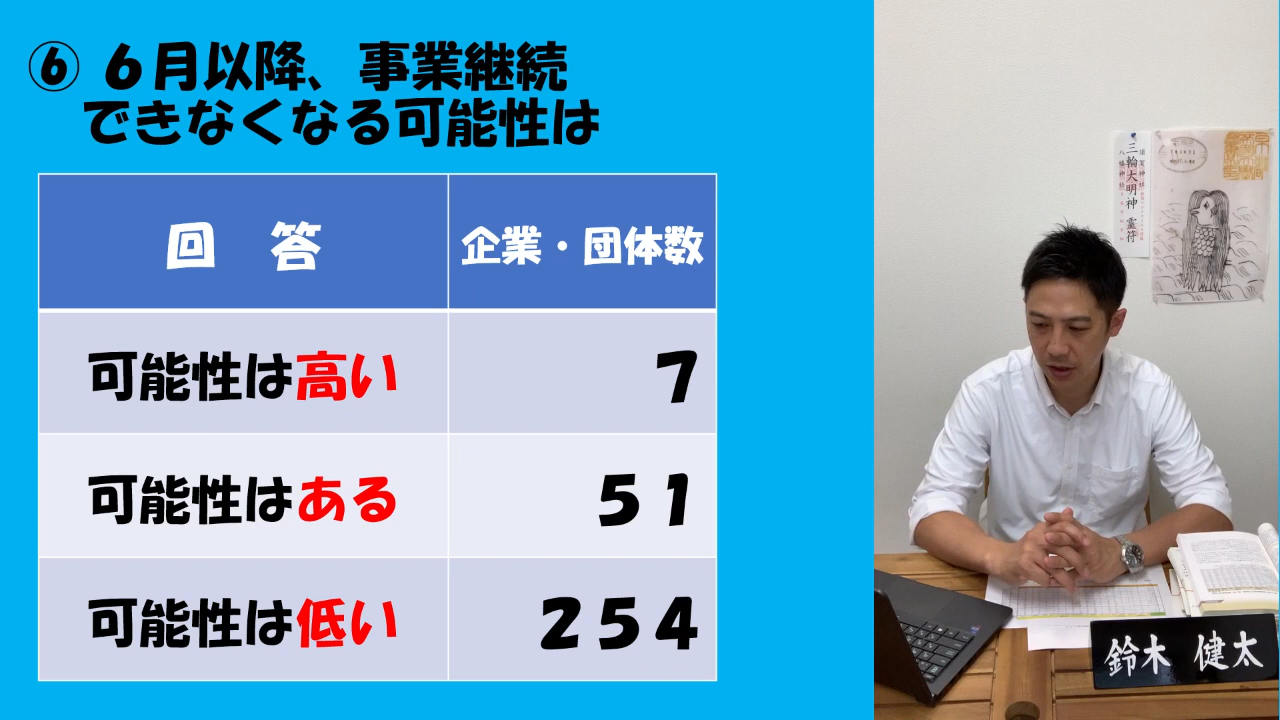 ⑥ ６月以降、事業継続
できなくなる可能性は
回　答
企業・団体数
可能性は高い
７
可能性はある
５１
可能性は低い
２５４
三輪大明神 霊符
鈴木 健太